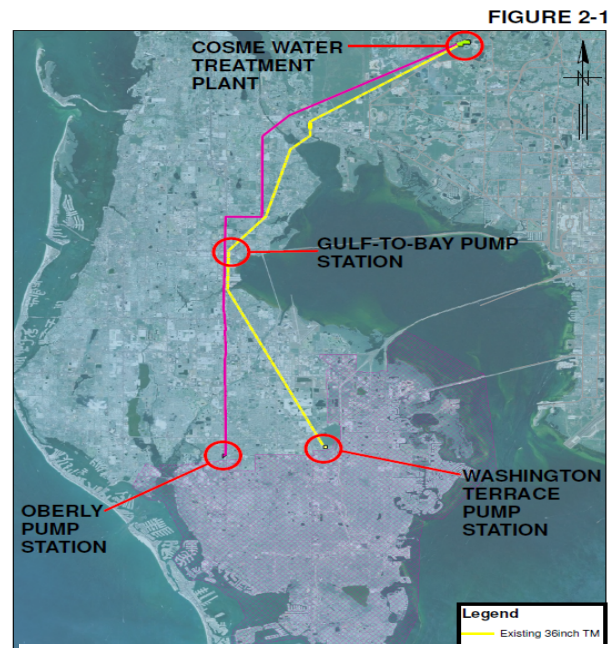 FIGURE 2-1
COSME WATER
TREATMENT
PLANT
N
GULF-TO-BAY PUMP
STATION
OBERLY
PUMP
STATION
WASHINGTON
TERRACE
PUMP
STATION
Legend
Existing 36inch TM